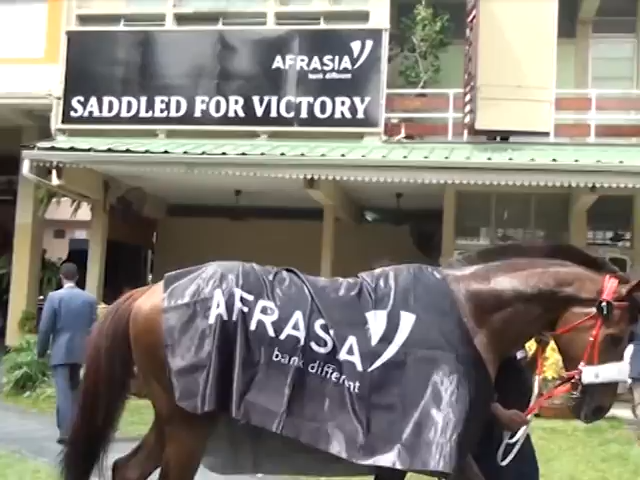 AFRASIA
bank different
SADDLED FOR VICTORY
AFRASIA
bank different